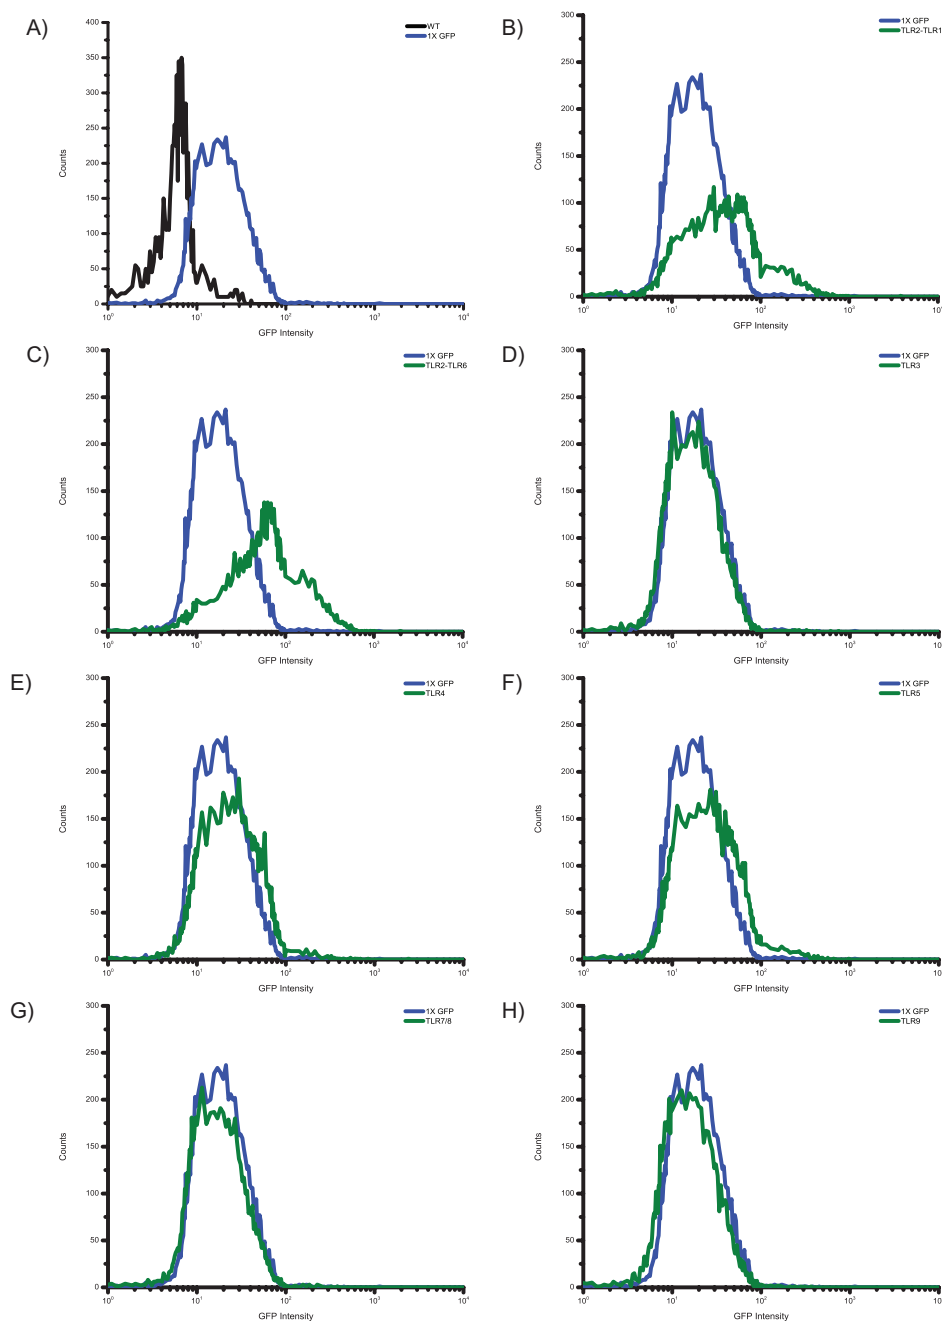 A)
WT
1X GFP
400
350
300
250
200
150
100
50
0
Counts
10⁰ 10¹ 10² 10³ 10⁴
GFP Intensity
B)
1X GFP
TLR2-TLR1
300
250
200
150
100
50
0
Counts
10⁰ 10¹ 10² 10³ 10
GFP Intensity
C)
1X GFP
TLR2-TLR6
300
250
200
150
100
50
0
Counts
10⁰ 10¹ 10² 10³ 10⁴
GFP Intensity
D)
1X GFP
TLR3
300
250
200
150
100
50
0
Counts
10⁰ 10¹ 10² 10³ 10
GFP Intensity
E)
1X GFP
TLR4
300
250
200
150
100
50
0
Counts
10⁰ 10¹ 10² 10³ 10⁴
GFP Intensity
F)
1X GFP
TLR5
300
250
200
150
100
50
0
Counts
10⁰ 10¹ 10² 10³ 10
GFP Intensity
G)
1X GFP
TLR7/8
300
250
200
150
100
50
0
Counts
10⁰ 10¹ 10² 10³ 10⁴
GFP Intensity
H)
1X GFP
TLR9
300
250
200
150
100
50
0
Counts
10⁰ 10¹ 10² 10³ 10
GFP Intensity